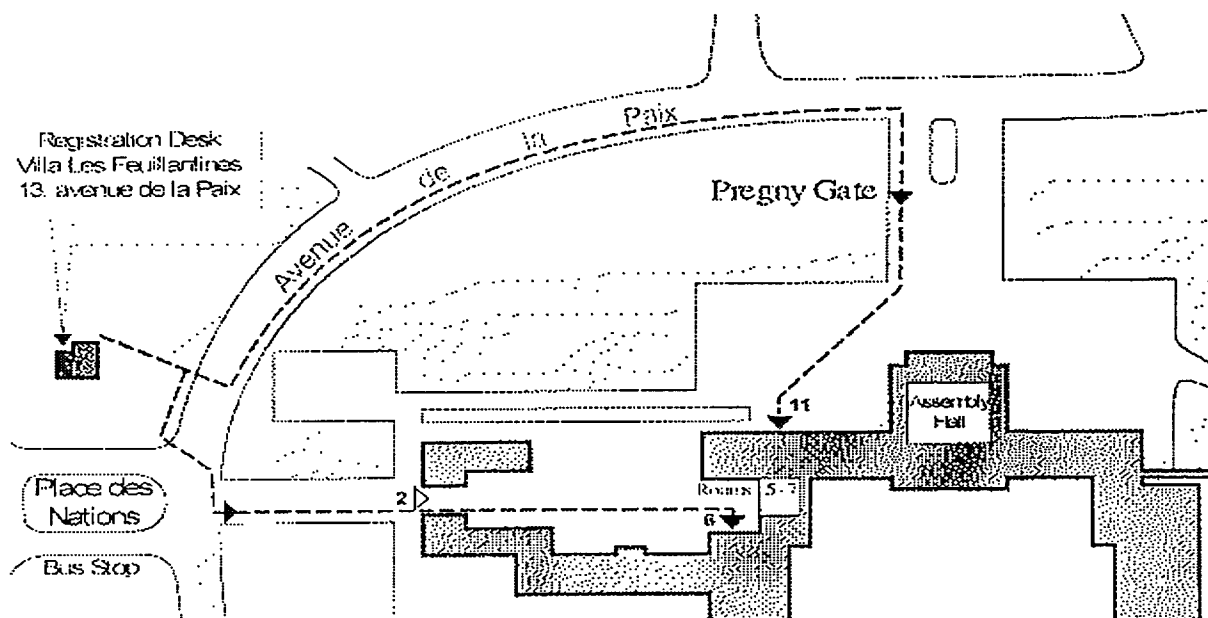 Registration Desk
Villa Les Feuillantines
13, avenue de la Paix
Avenue de la Paix
Pregny Gate
11
Assembly
Hall
Place des
Nations
2
Rooms 5-7
6
Bus Stop